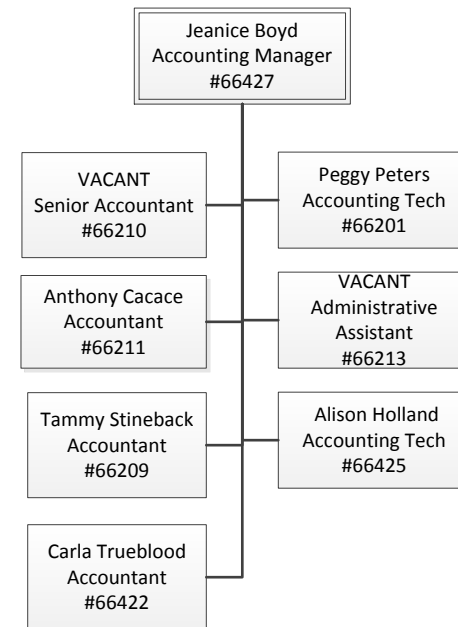 Jeanice Boyd
Accounting Manager
#66427
VACANT
Senior Accountant
#66210
Peggy Peters
Accounting Tech
#66201
Anthony Cacace
Accountant
#66211
VACANT
Administrative
Assistant
#66213
Tammy Stineback
Accountant
#66209
Alison Holland
Accounting Tech
#66425
Carla Trueblood
Accountant
#66422